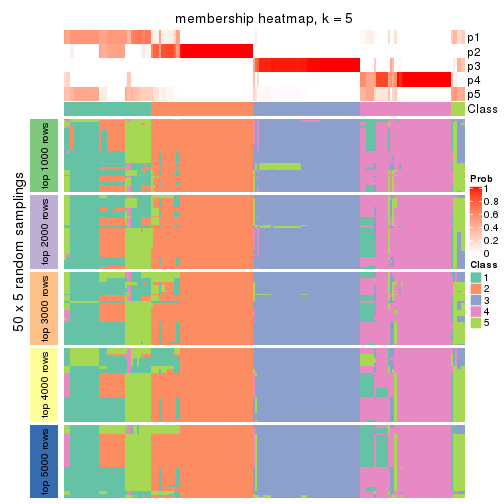 membership heatmap, k = 5
p1
p2
p3
p4
p5
Class
50 x 5 random samplings
top 1000 rows
top 2000 rows
top 3000 rows
top 4000 rows
top 5000 rows
Prob
1
0.8
0.6
0.4
0.2
0
Class
1
2
3
4
5